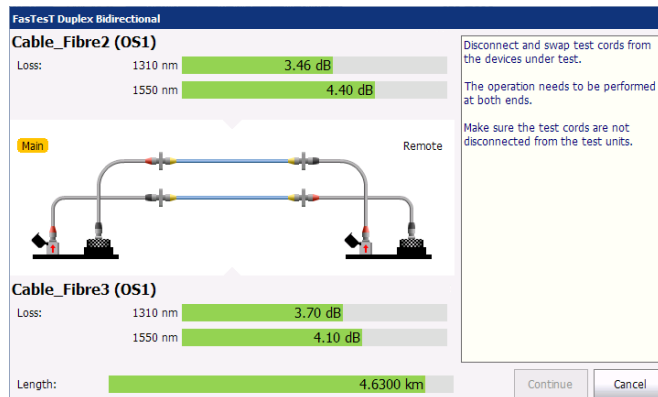 FasTesT Duplex Bidirectional
Cable_Fibre2 (OS1)
Loss: 1310 nm 3.46 dB
1550 nm 4.40 dB
Main
Remote
Cable_Fibre3 (OS1)
Loss: 1310 nm 3.70 dB
1550 nm 4.10 dB
Length: 4.6300 km
Disconnect and swap test cords from
the devices under test.
The operation needs to be performed
at both ends.
Make sure the test cords are not
disconnected from the test units.
Continue
Cancel